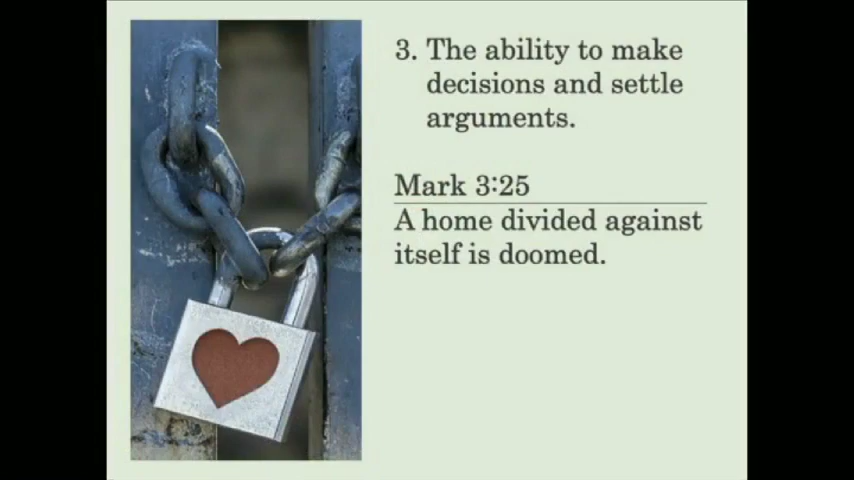 3. The ability to make
decisions and settle
arguments.
Mark 3:25
A home divided against
itself is doomed.